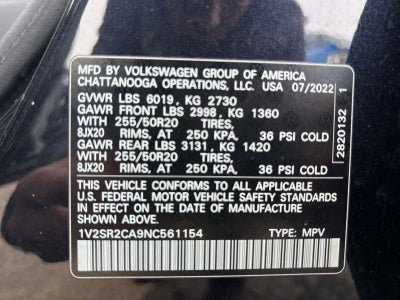 MFD BY VOLKSWAGEN GROUP OF AMERICA
CHATTANOOGA OPERATIONS, LLC. USA 07/2022
GVWR LBS 6019, KG 2730
GAWR FRONT LBS 2998, KG 1360
WITH 255/50R20 TIRES,
8JX20 RIMS, AT 250 KPA, 36 PSI COLD
GAWR REAR LBS 3131, KG 1420
WITH 255/50R20 TIRES,
8JX20 RIMS, AT 250 KPA, 36 PSI COLD
THIS VEHICLE CONFORMS TO ALL APPLICABLE
U.S. FEDERAL MOTOR VEHICLE SAFETY STANDARDS
IN EFFECT ON THE DATE OF MANUFACTURE
SHOWN ABOVE.
1V2SR2CA9NC561154 TYPE: MPV
2820132 1